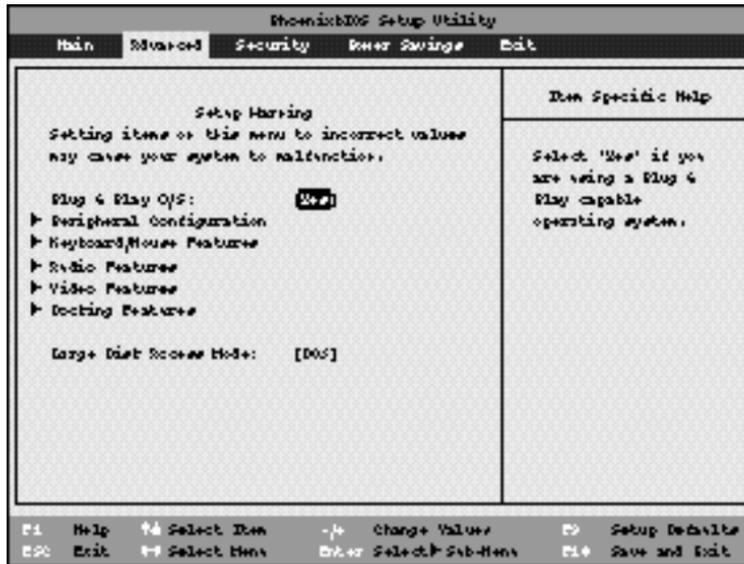 PhoenixBIOS Setup Utility
Main Advanced Security Power Savings Exit
Setup Warning
Setting items on this menu to incorrect values
may cause your system to malfunction.
Plug & Play O/S: [Yes]
Peripheral Configuration
Keyboard/Mouse Features
Audio Features
Video Features
Docking Features
Large Disk Access Mode: [DOS]
Item Specific Help
Select 'Yes' if you
are using a Plug &
Play capable
operating system.
F1 Help ↑↓ Select Item -/+ Change Values F9 Setup Defaults
ESC Exit ↔ Select Menu Enter Select ▶ Sub-Menu F10 Save and Exit